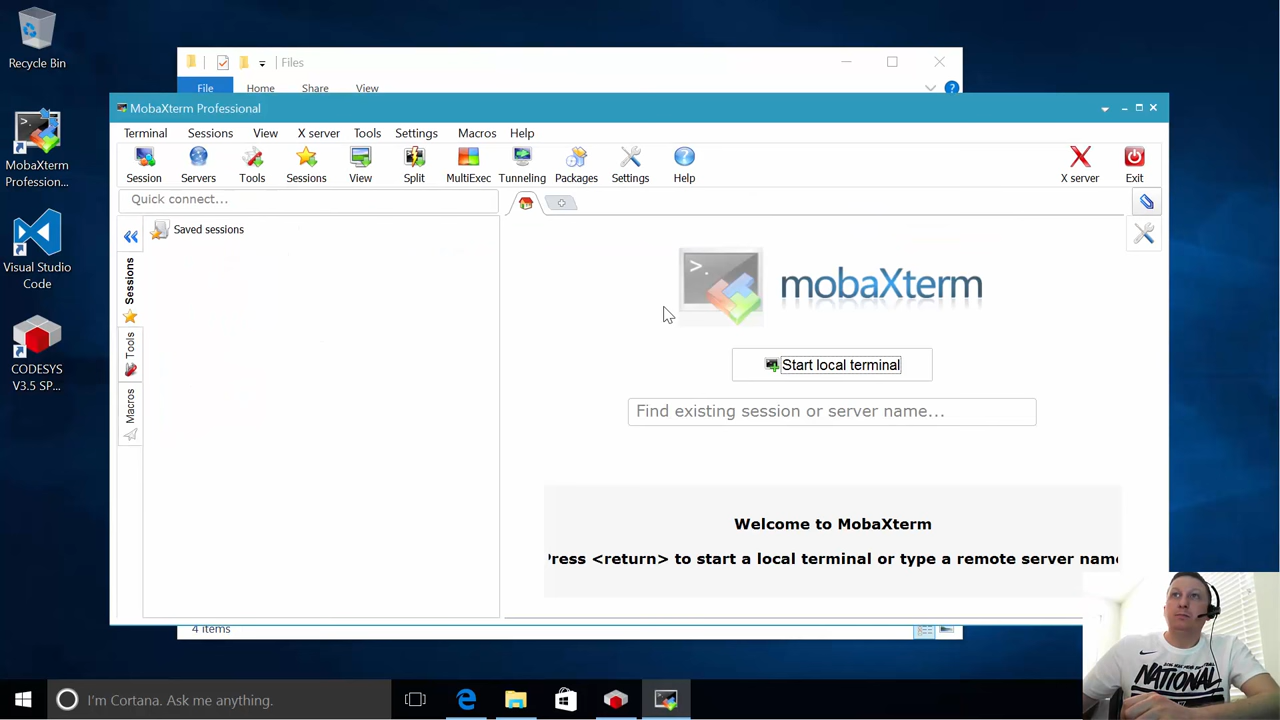 Recycle Bin
Files
File Home Share View
MobaXterm Professional
Terminal Sessions View X server Tools Settings Macros Help
Session Servers Tools Sessions View Split MultiExec Tunneling Packages Settings Help X server Exit
Quick connect...
Saved sessions
Sessions
Tools
Macros
mobaXterm
Start local terminal
Find existing session or server name...
Welcome to MobaXterm
Press <return> to start a local terminal or type a remote server name
4 items
MobaXterm
Professional...
Visual Studio
Code
CODESYS
V3.5 SP...
I'm Cortana. Ask me anything.
NATIONAL